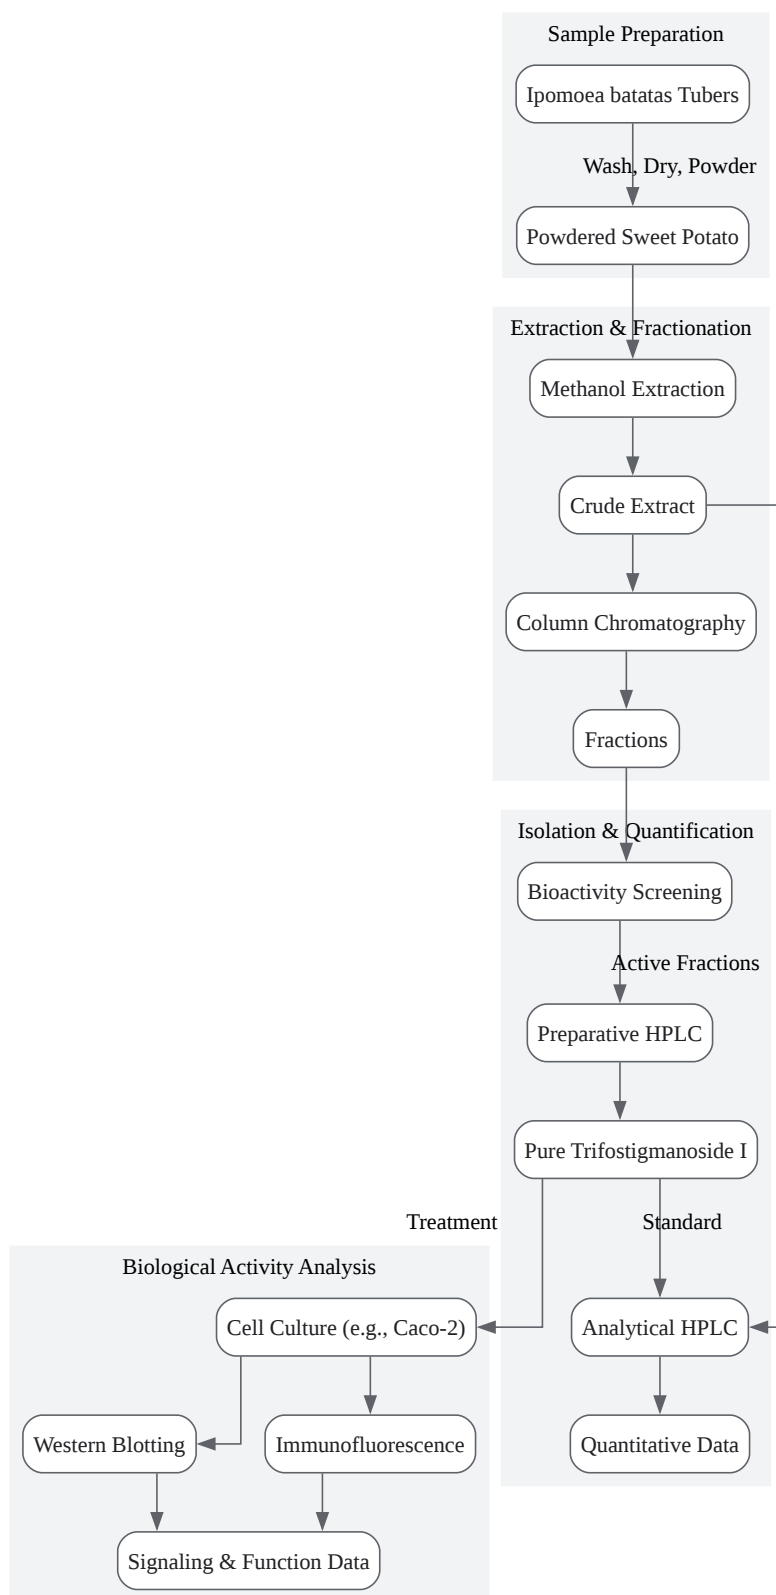 Sample Preparation
Ipomoea batatas Tubers
Wash, Dry, Powder
Powdered Sweet Potato
Extraction & Fractionation
Methanol Extraction
Crude Extract
Column Chromatography
Fractions
Isolation & Quantification
Bioactivity Screening
Active Fractions
Preparative HPLC
Pure Trifostigmanoside I
Treatment
Standard
Biological Activity Analysis
Cell Culture (e.g., Caco-2)
Analytical HPLC
Western Blotting
Immunofluorescence
Quantitative Data
Signaling & Function Data